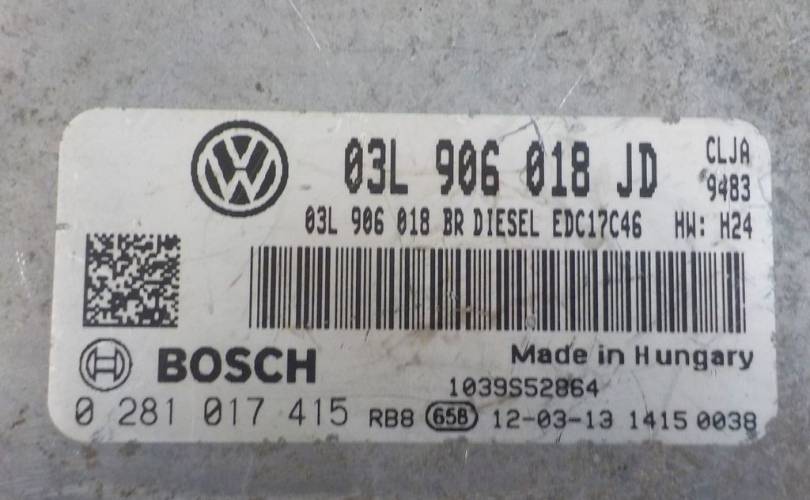 03L 906 018 JD CLJA
9483
03L 906 018 BR DIESEL EDC17C46 HW: H24
BOSCH Made in Hungary
1039S52864
0 281 017 415 RB8 65B 12-03-13 1415 0038